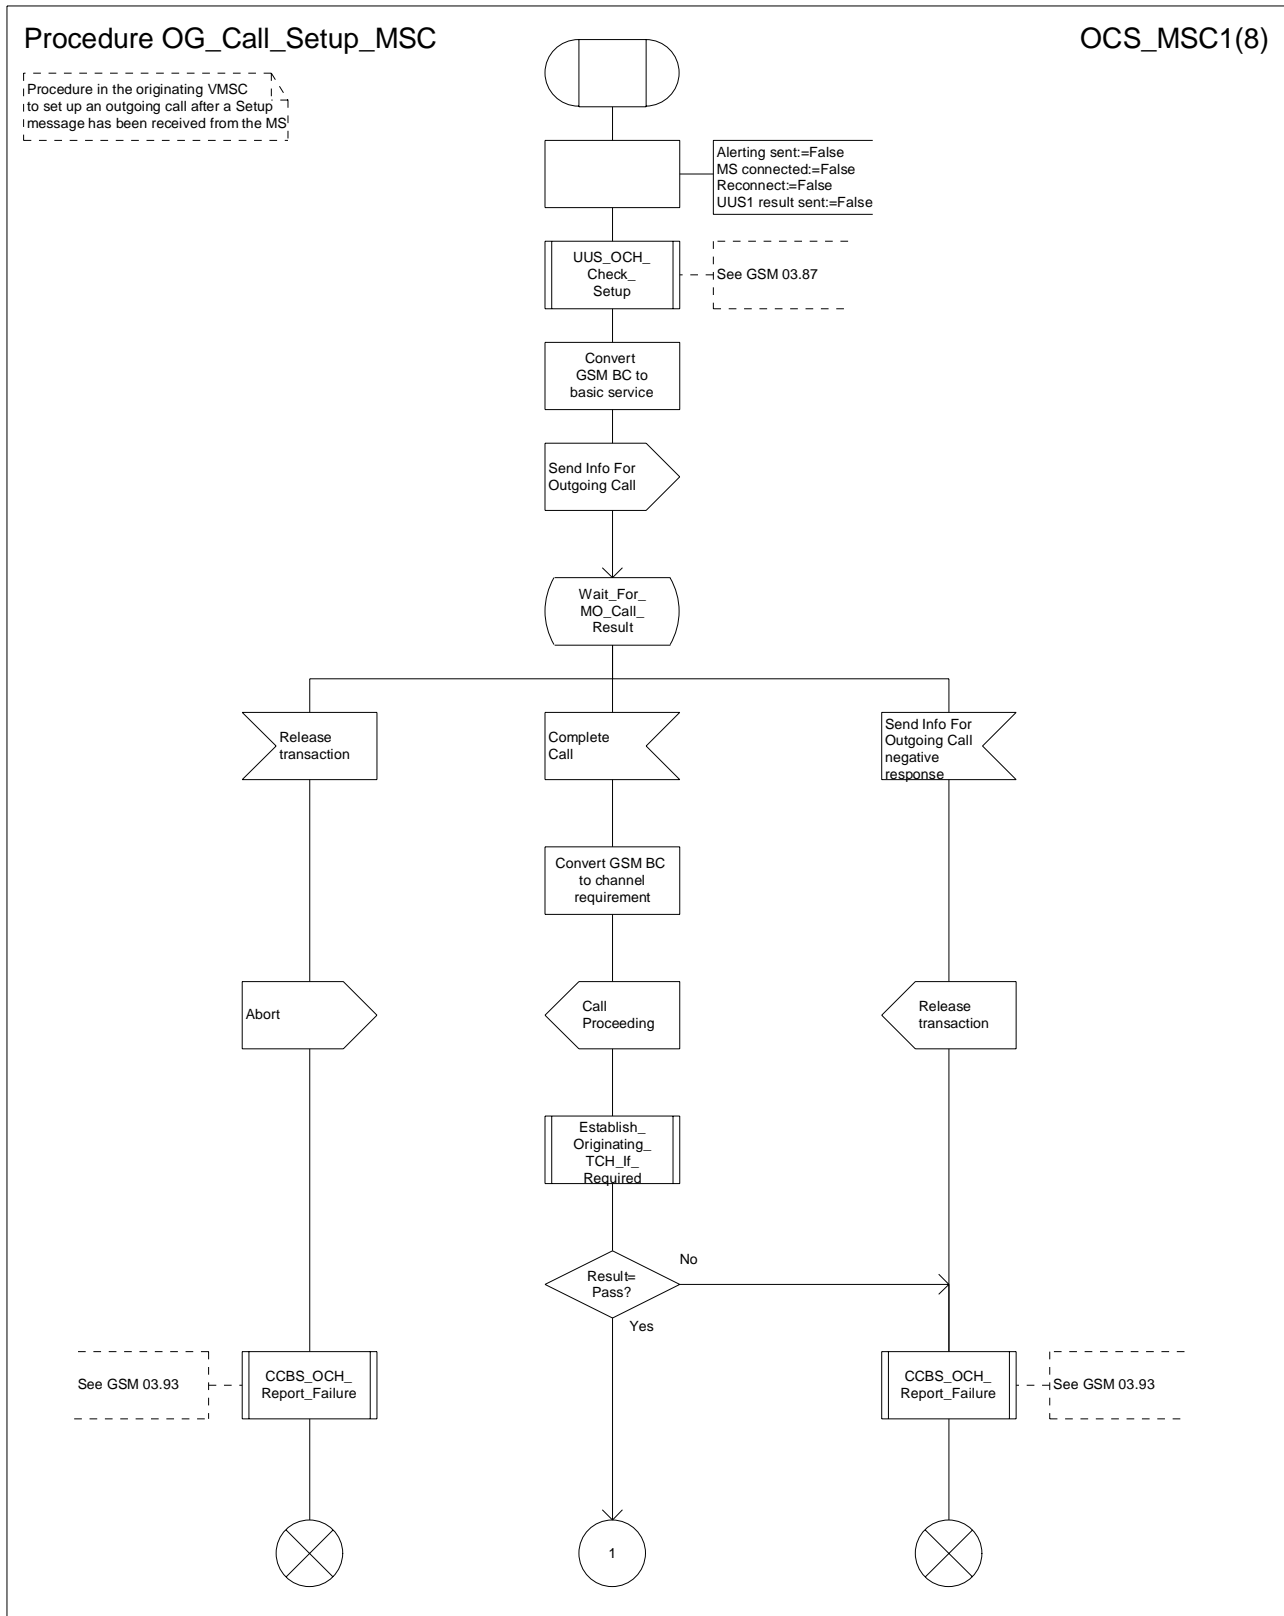 Procedure OG_Call_Setup_MSC
OCS_MSC1(8)
Procedure in the originating VMSC
to set up an outgoing call after a Setup
message has been received from the MS
Alerting sent:=False
MS connected:=False
Reconnect:=False
UUS1 result sent:=False
UUS_OCH_
Check_
Setup
See GSM 03.87
Convert
GSM BC to
basic service
Send Info For
Outgoing Call
Wait_For_
MO_Call_
Result
Release
transaction
Complete
Call
Send Info For
Outgoing Call
negative
response
Convert GSM BC
to channel
requirement
Abort
Call
Proceeding
Release
transaction
Establish_
Originating_
TCH_If_
Required
Result=
Pass?
No
Yes
See GSM 03.93
CCBS_OCH_
Report_Failure
CCBS_OCH_
Report_Failure
See GSM 03.93
1